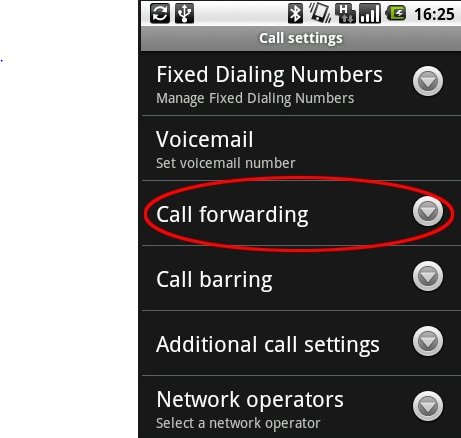 H
16:25
Call settings
Fixed Dialing Numbers
Manage Fixed Dialing Numbers
Voicemail
Set voicemail number
Call forwarding
Call barring
Additional call settings
Network operators
Select a network operator